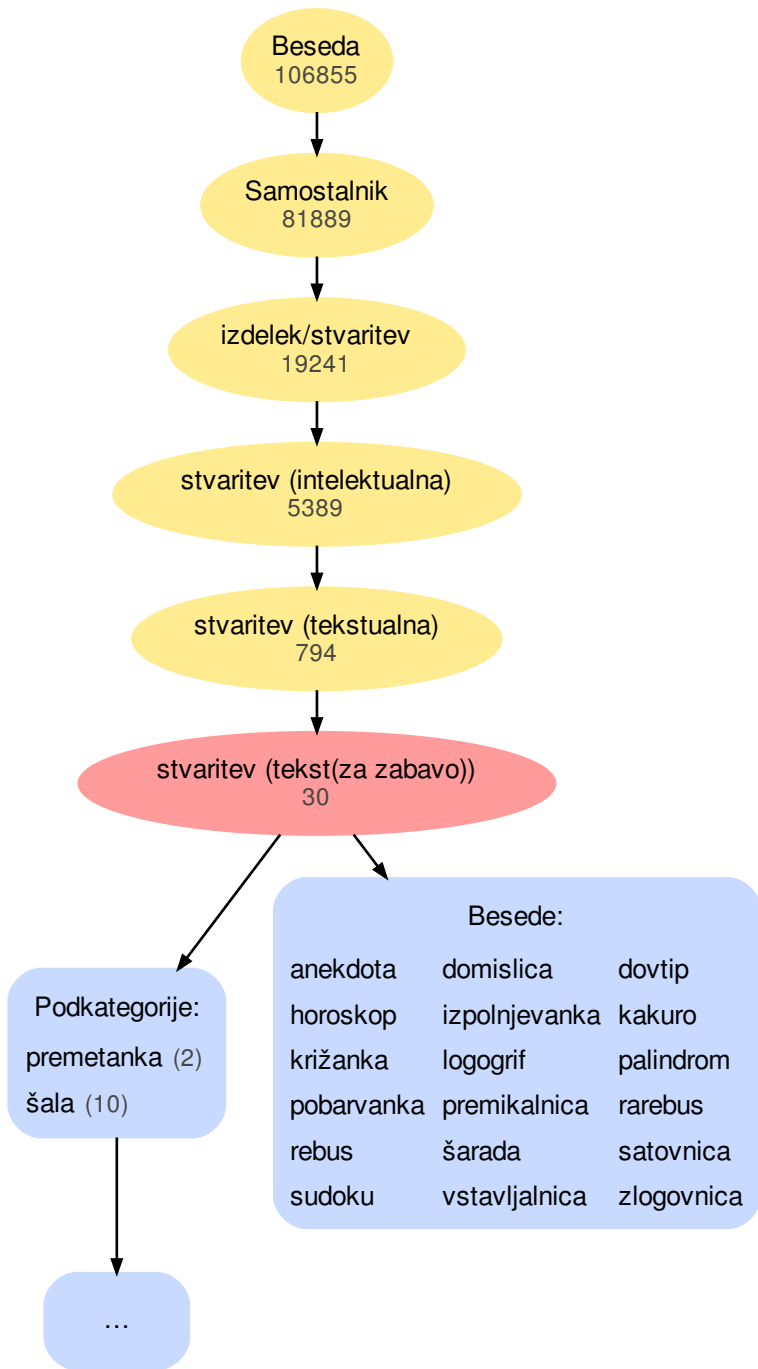 Beseda
106855
Samostalnik
81889
izdelek/stvaritev
19241
stvaritev (intelektualna)
5389
stvaritev (tekstualna)
794
stvaritev (tekst(za zabavo))
30
Podkategorije:
premetanka (2)
šala (10)
...
Besede:
anekdota domislica dovtip
horoskop izpolnjevanka kakuro
križanka logogrif palindrom
pobarvanka premikalnica rarebus
rebus šarada satovnica
sudoku vstavljalnica zlogovnica